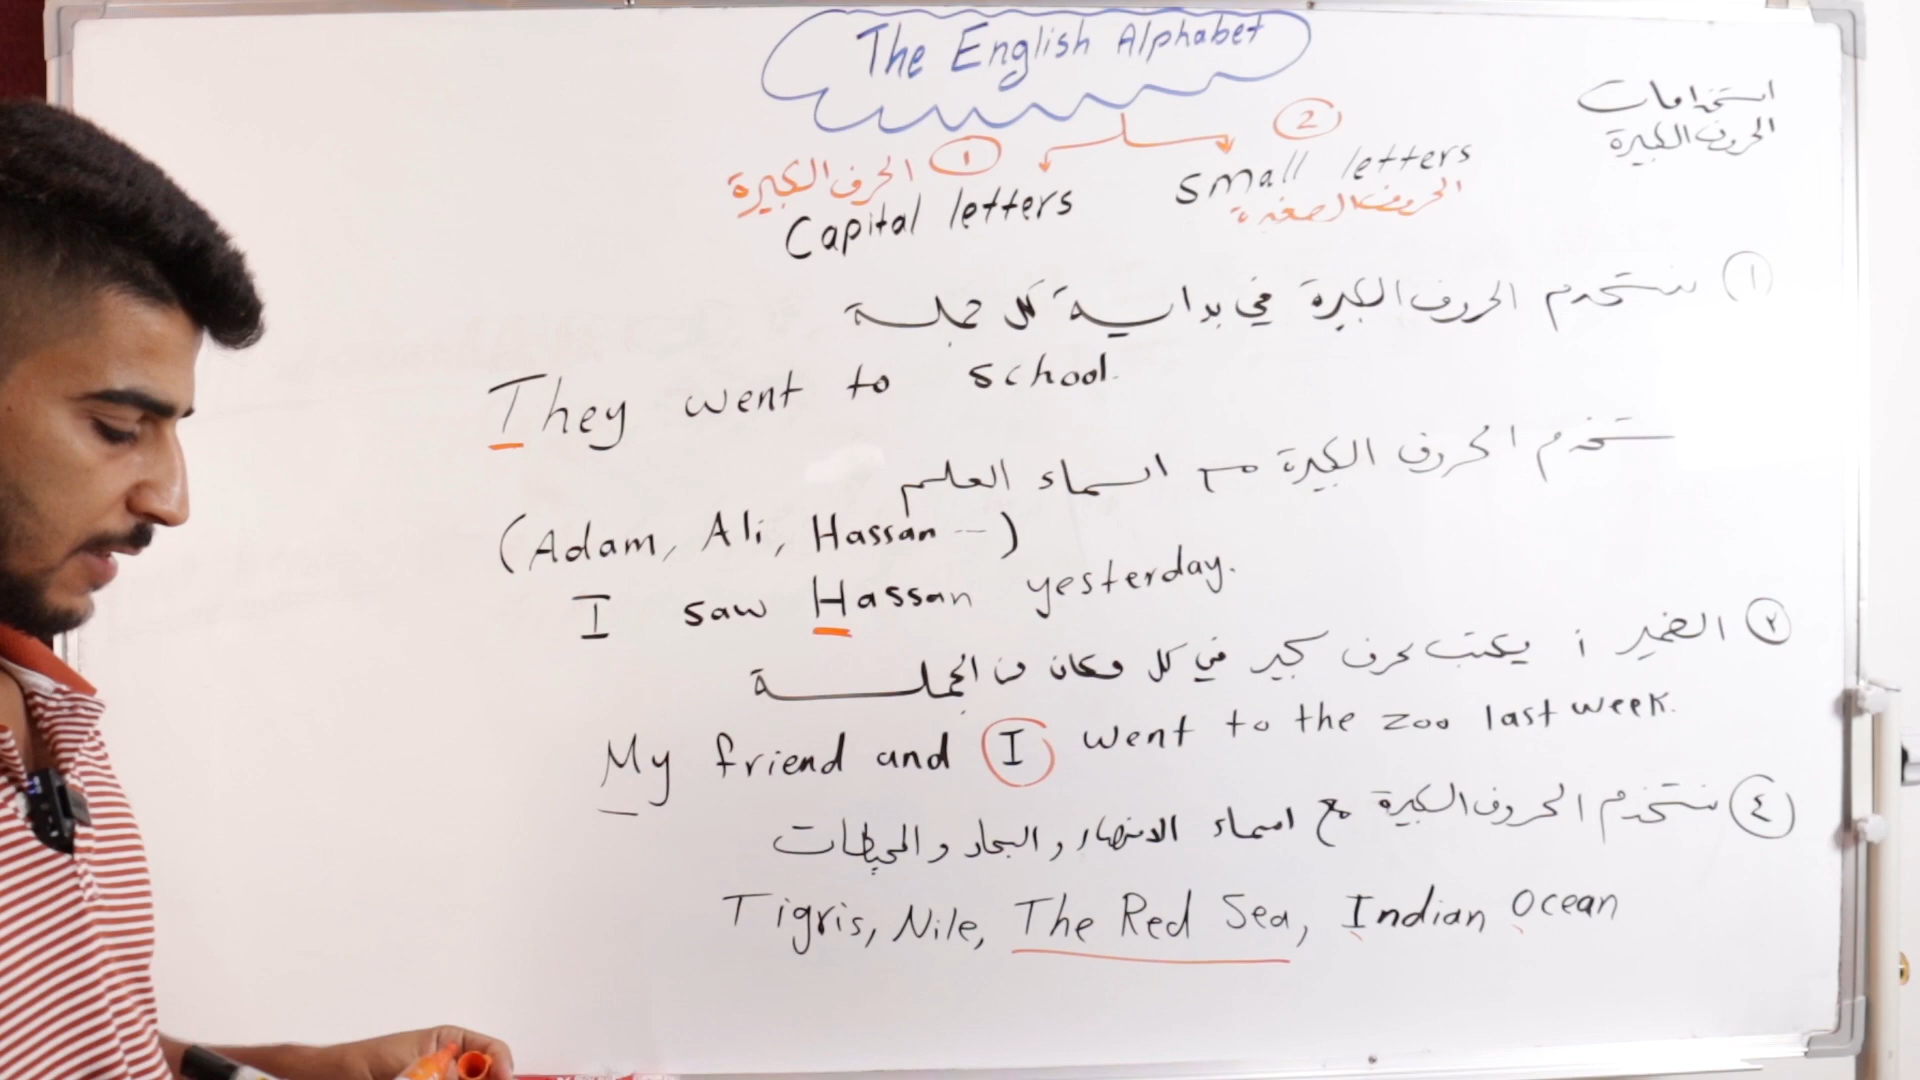 The English Alphabet
استخدامات
الحروف الكبيرة
① الحرف الكبيرة
Capital letters
②
small letters
الحروف الصغيرة
① نستخدم الحروف الكبيرة في بداية كل جملة
They went to school.
نستخدم الحروف الكبيرة مع اسماء العلم
(Adam, Ali, Hassan ---)
I saw Hassan yesterday.
٢ الضمير i يكتب بحرف كبير في كل مكان من الجملة
My friend and I went to the zoo last week.
٤ نستخدم الحروف الكبيرة مع اسماء الانهار والبحار والمحيطات
Tigris, Nile, The Red Sea, Indian Ocean